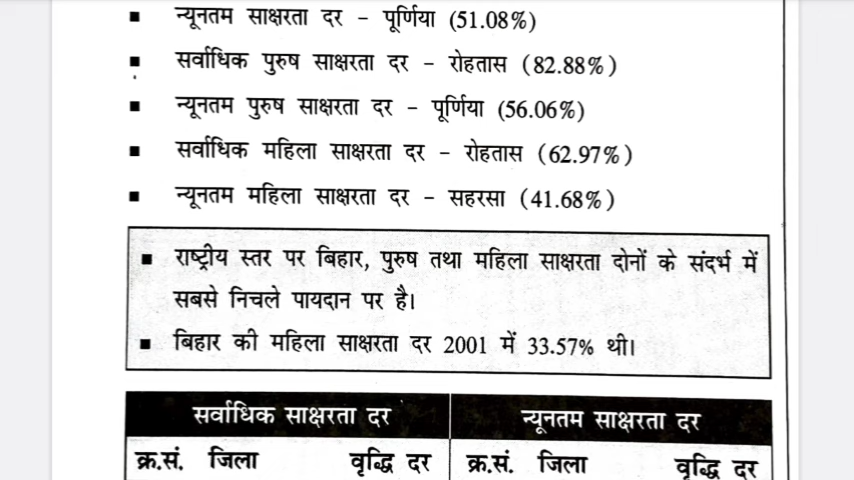 ▪ न्यूनतम साक्षरता दर – पूर्णिया (51.08%)
▪ सर्वाधिक पुरुष साक्षरता दर – रोहतास (82.88%)
▪ न्यूनतम पुरुष साक्षरता दर – पूर्णिया (56.06%)
▪ सर्वाधिक महिला साक्षरता दर – रोहतास (62.97%)
▪ न्यूनतम महिला साक्षरता दर – सहरसा (41.68%)
▪ राष्ट्रीय स्तर पर बिहार, पुरुष तथा महिला साक्षरता दोनों के संदर्भ में
सबसे निचले पायदान पर है।
▪ बिहार की महिला साक्षरता दर 2001 में 33.57% थी।
सर्वाधिक साक्षरता दर न्यूनतम साक्षरता दर
क्र.सं. जिला वृद्धि दर क्र.सं. जिला वृद्धि दर